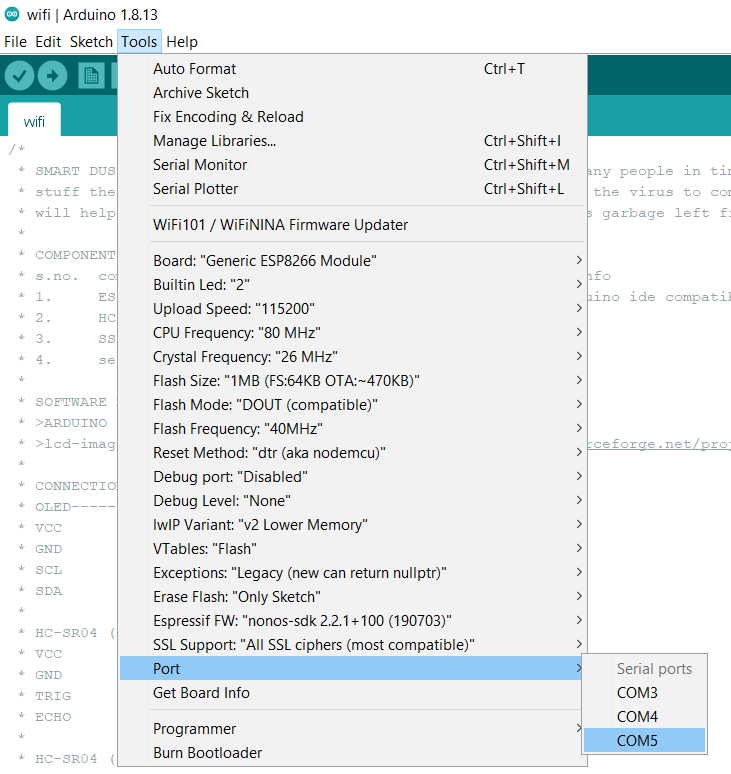 wifi | Arduino 1.8.13
File Edit Sketch Tools Help
wifi
Auto Format Ctrl+T
Archive Sketch
Fix Encoding & Reload
Manage Libraries... Ctrl+Shift+I
Serial Monitor Ctrl+Shift+M
Serial Plotter Ctrl+Shift+L
WiFi101 / WiFiNINA Firmware Updater
Board: "Generic ESP8266 Module"
Builtin Led: "2"
Upload Speed: "115200"
CPU Frequency: "80 MHz"
Crystal Frequency: "26 MHz"
Flash Size: "1MB (FS:64KB OTA:~470KB)"
Flash Mode: "DOUT (compatible)"
Flash Frequency: "40MHz"
Reset Method: "dtr (aka nodemcu)"
Debug port: "Disabled"
Debug Level: "None"
lwIP Variant: "v2 Lower Memory"
VTables: "Flash"
Exceptions: "Legacy (new can return nullptr)"
Erase Flash: "Only Sketch"
Espressif FW: "nonos-sdk 2.2.1+100 (190703)"
SSL Support: "All SSL ciphers (most compatible)"
Port
Get Board Info
Programmer
Burn Bootloader
Serial ports
COM3
COM4
COM5
/*
* SMART DUS
* stuff the
* will help
*
* COMPONENT
* s.no. co
* 1. ES
* 2. HC
* 3. SS
* 4. se
*
* SOFTWARE
* >ARDUINO
* >lcd-imag
*
* CONNECTION
* OLED-----
* VCC
* GND
* SCL
* SDA
*
* HC-SR04 (
* VCC
* GND
* TRIG
* ECHO
*
* HC-SR04 (
any people in ti
the virus to con
s garbage left f
nfo
uino ide compatib
rceforge.net/proj